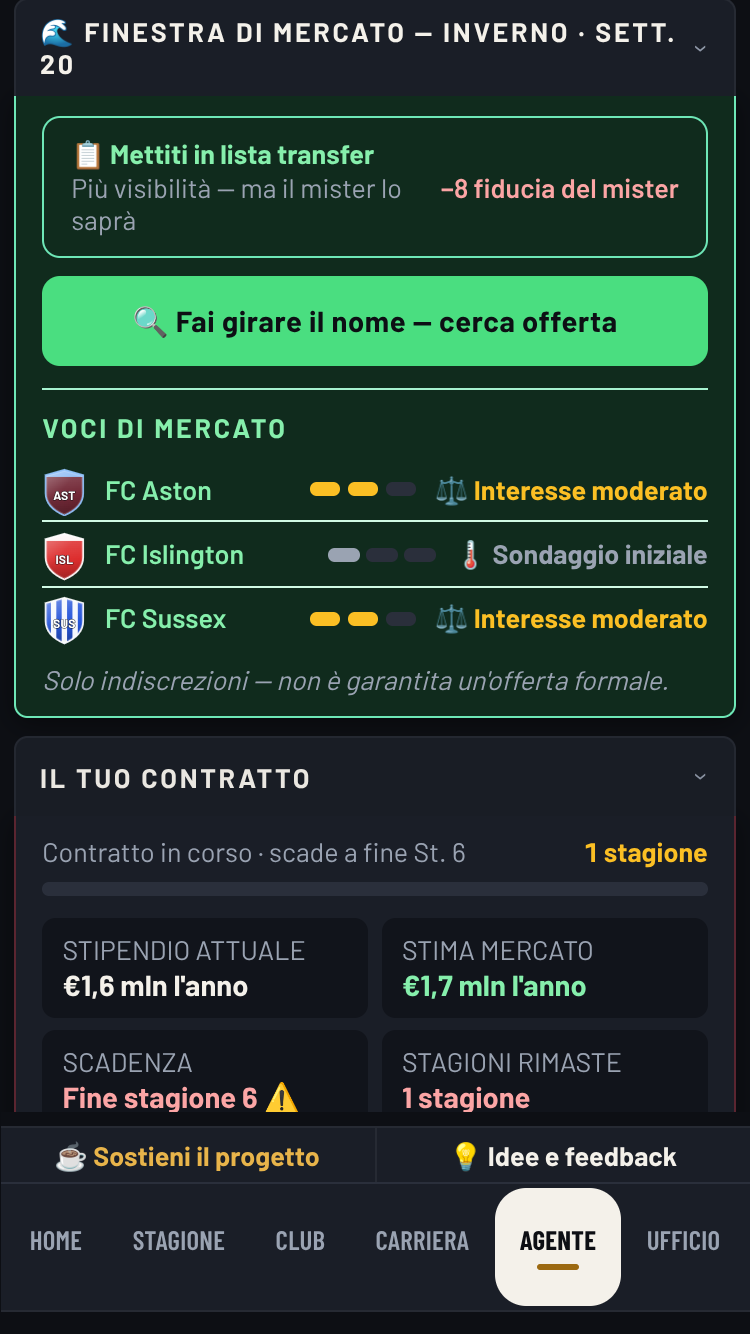 🌊 FINESTRA DI MERCATO — INVERNO · SETT.
20
📋 Mettiti in lista transfer
Più visibilità — ma il mister lo
saprà
−8 fiducia del mister
🔍 Fai girare il nome — cerca offerta
VOCI DI MERCATO
AST FC Aston ⚖️ Interesse moderato
ISL FC Islington 🌡️ Sondaggio iniziale
SUS FC Sussex ⚖️ Interesse moderato
Solo indiscrezioni — non è garantita un'offerta formale.
IL TUO CONTRATTO
Contratto in corso · scade a fine St. 6 1 stagione
STIPENDIO ATTUALE STIMA MERCATO
€1,6 mln l'anno €1,7 mln l'anno
SCADENZA STAGIONI RIMASTE
Fine stagione 6 ⚠️ 1 stagione
☕ Sostieni il progetto 💡 Idee e feedback
HOME STAGIONE CLUB CARRIERA AGENTE UFFICIO